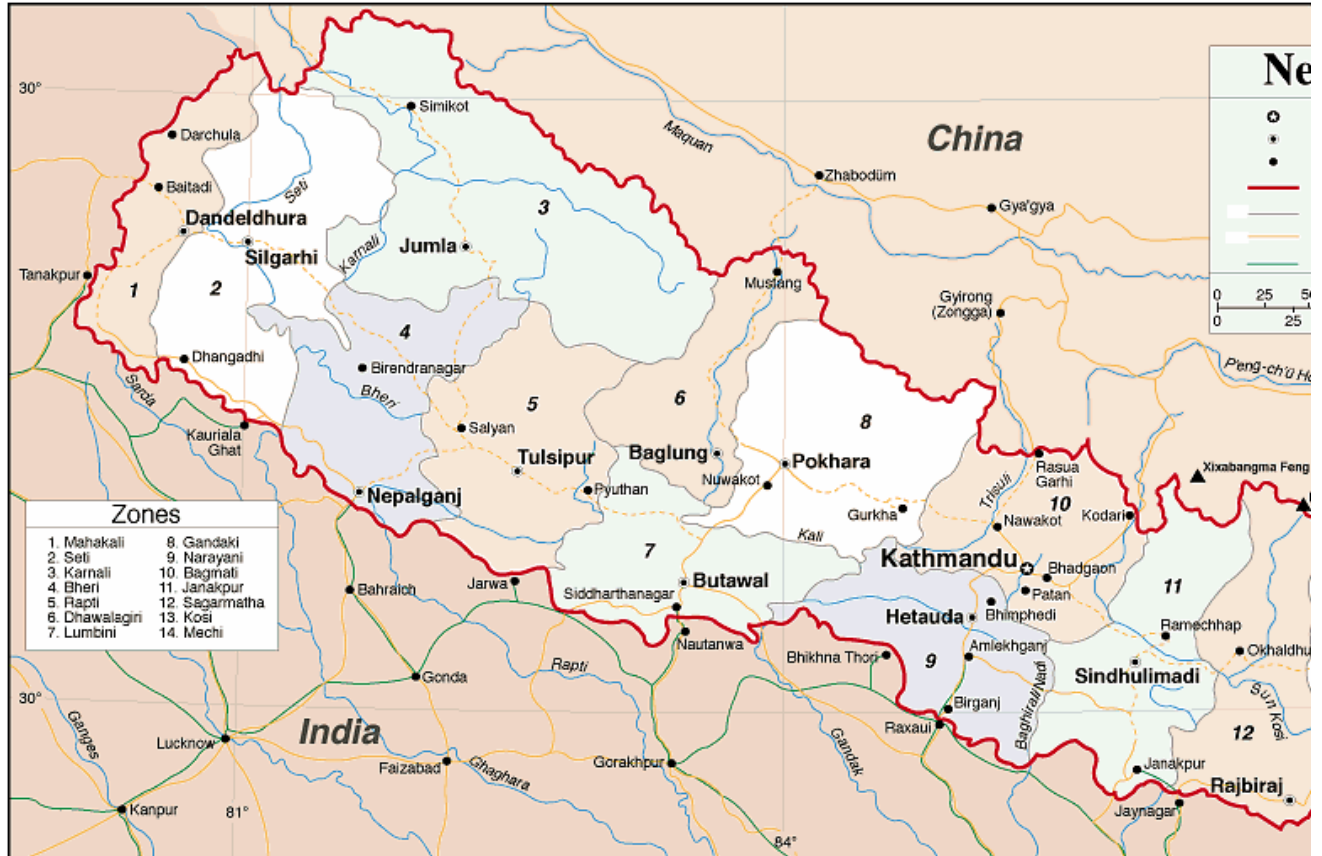 Ne
30°
Simikot
Darchula
Maquan
China
Zhabodüm
Baitadi
Seti
Gya'gya
3
Dandeldhura
Karnali
Jumla
Silgarhi
Tanakpur
Mustang
1
2
0 25
0 25
Gyirong
(Zongga)
4
Dhangadhi
Birendranagar
Sarda
Bheri
5
6
8
Salyan
Kauriala
Ghat
Tulsipur
Baglung
Pokhara
Rasua
Garhi
Xixabangma Feng
Nepalganj
Pyuthan
Nuwakot
Trisuli
10
Gurkha
Nawakot
Kodari
Zones
1. Mahakali
2. Seti
3. Karnali
4. Bheri
5. Rapti
6. Dhawalagiri
7. Lumbini
8. Gandaki
9. Narayani
10. Bagmati
11. Janakpur
12. Sagarmatha
13. Kosi
14. Mechi
7
Kali
Kathmandu
Bhadgaon
11
Bahraich
Jarwa
Butawal
Patan
Siddharthanagar
Bhimphedi
Hetauda
Ramechhap
Nautanwa
Amlekhganj
Bhikhna Thori
9
Okhaldhu
Rapti
Gonda
Sindhulimadi
Baghirail/Nadi
Sun Kosi
30°
Birganj
Ganges
India
Raxaui
12
Lucknow
Gandak
Faizabad
Ghaghara
Gorakhpur
Janakpur
Rajbiraj
Kanpur
81°
Jaynagar
84°